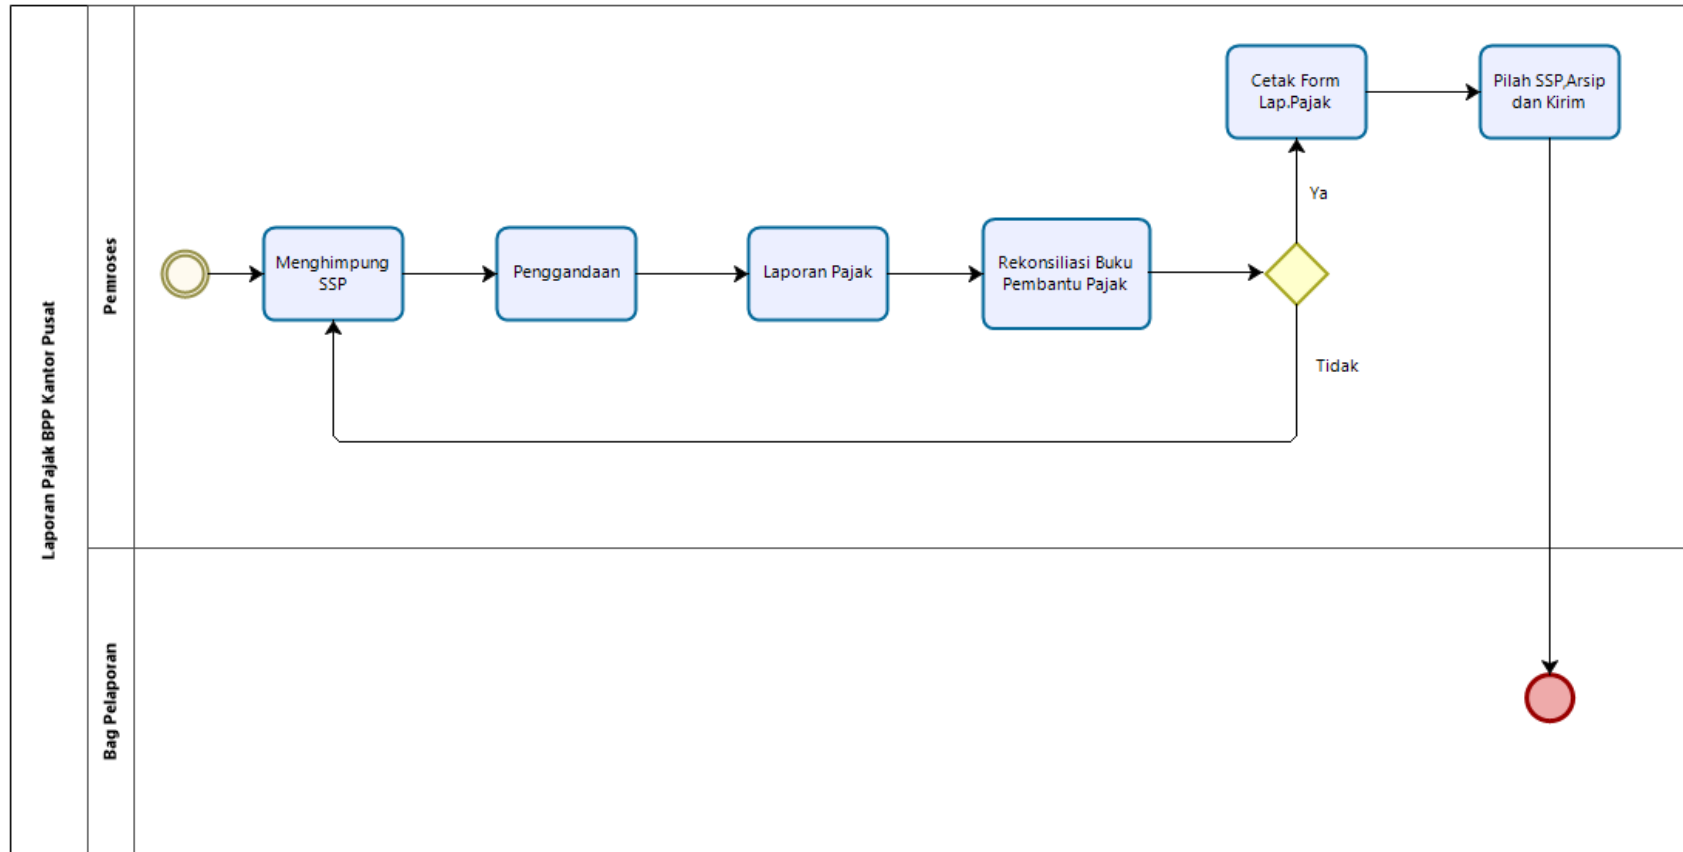 Laporan Pajak BPP Kantor Pusat
Pemroses
Menghimpung
SSP
Penggandaan
Laporan Pajak
Rekonsiliasi Buku
Pembantu Pajak
Ya
Tidak
Cetak Form
Lap.Pajak
Pilah SSP,Arsip
dan Kirim
Bag Pelaporan